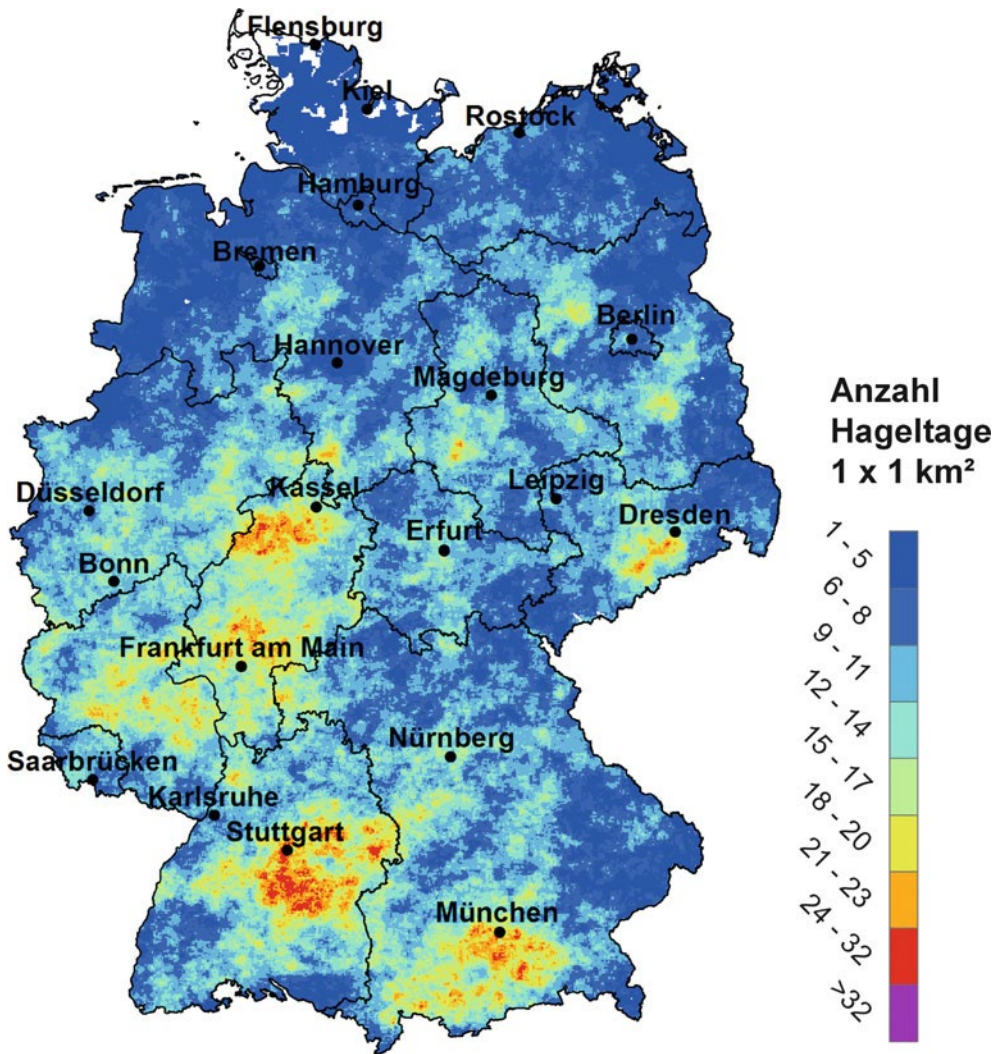 Flensburg
Kiel
Rostock
Hamburg
Bremen
Berlin
Hannover
Magdeburg
Anzahl
Hageltage
1 x 1 km²
Düsseldorf
Kassel
Leipzig
Dresden
Erfurt
Bonn
Frankfurt am Main
Nürnberg
Saarbrücken
Karlsruhe
Stuttgart
München
1 - 5
6 - 8
9 - 11
12 - 14
15 - 17
18 - 20
21 - 23
24 - 32
>32